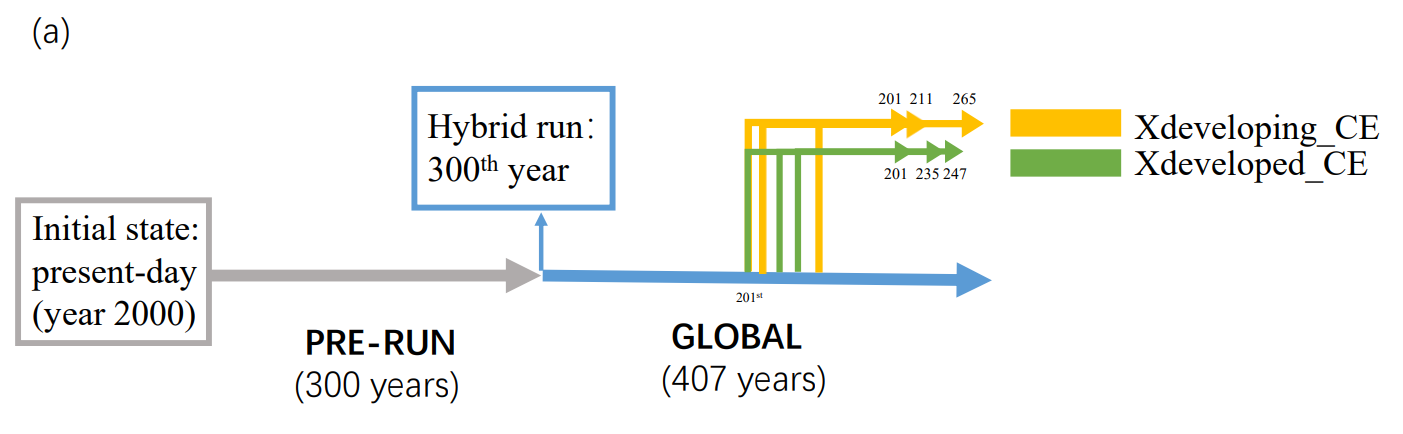 (a)
Hybrid run:
300th year
201 211 265
201 235 247
Xdeveloping_CE
Xdeveloped_CE
Initial state:
present-day
(year 2000)
201st
PRE-RUN
(300 years)
GLOBAL
(407 years)